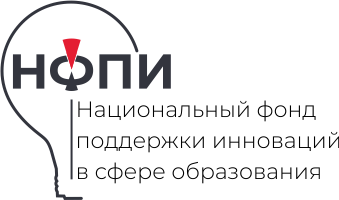 НФПИ
Национальный фонд
поддержки инноваций
в сфере образования